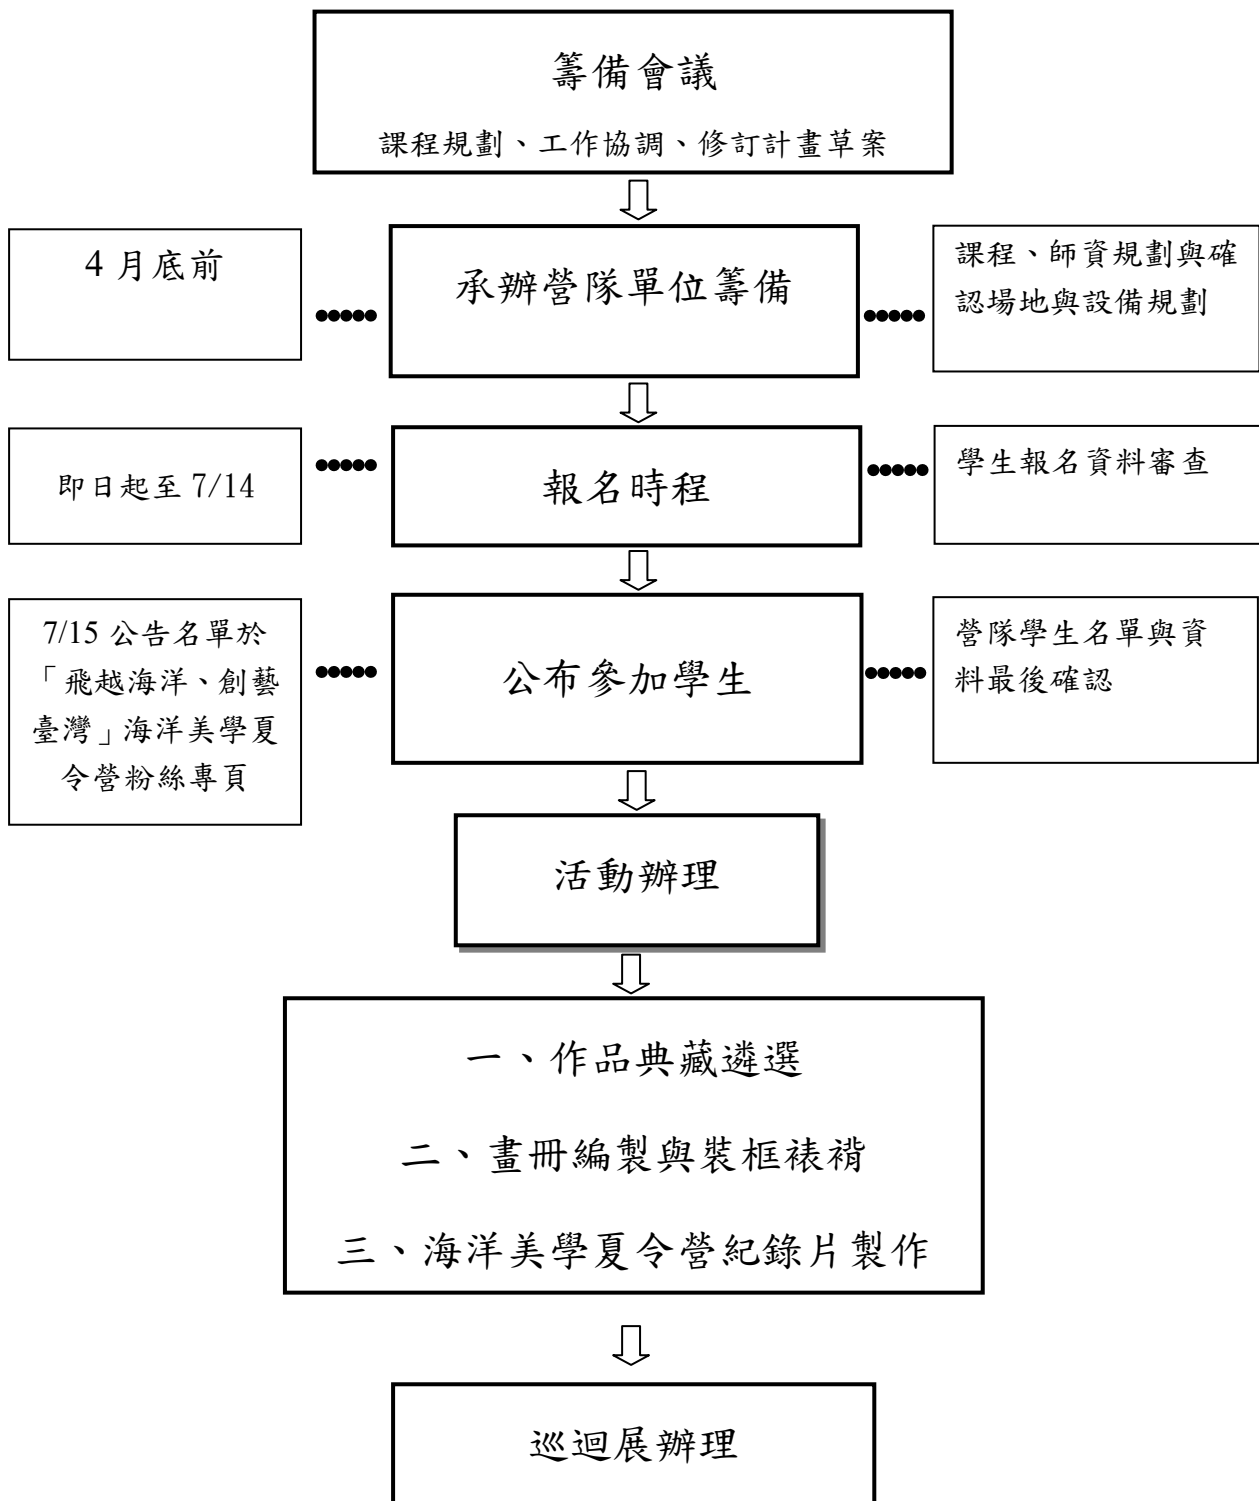 籌備會議
課程規劃、工作協調、修訂計畫草案
4 月底前
承辦營隊單位籌備
課程、師資規劃與確
認場地與設備規劃
即日起至 7/14
報名時程
學生報名資料審查
7/15 公告名單於
「飛越海洋、創藝
臺灣」海洋美學夏
令營粉絲專頁
公布參加學生
營隊學生名單與資
料最後確認
活動辦理
一、作品典藏遴選
二、畫冊編製與裝框裱褙
三、海洋美學夏令營紀錄片製作
巡迴展辦理